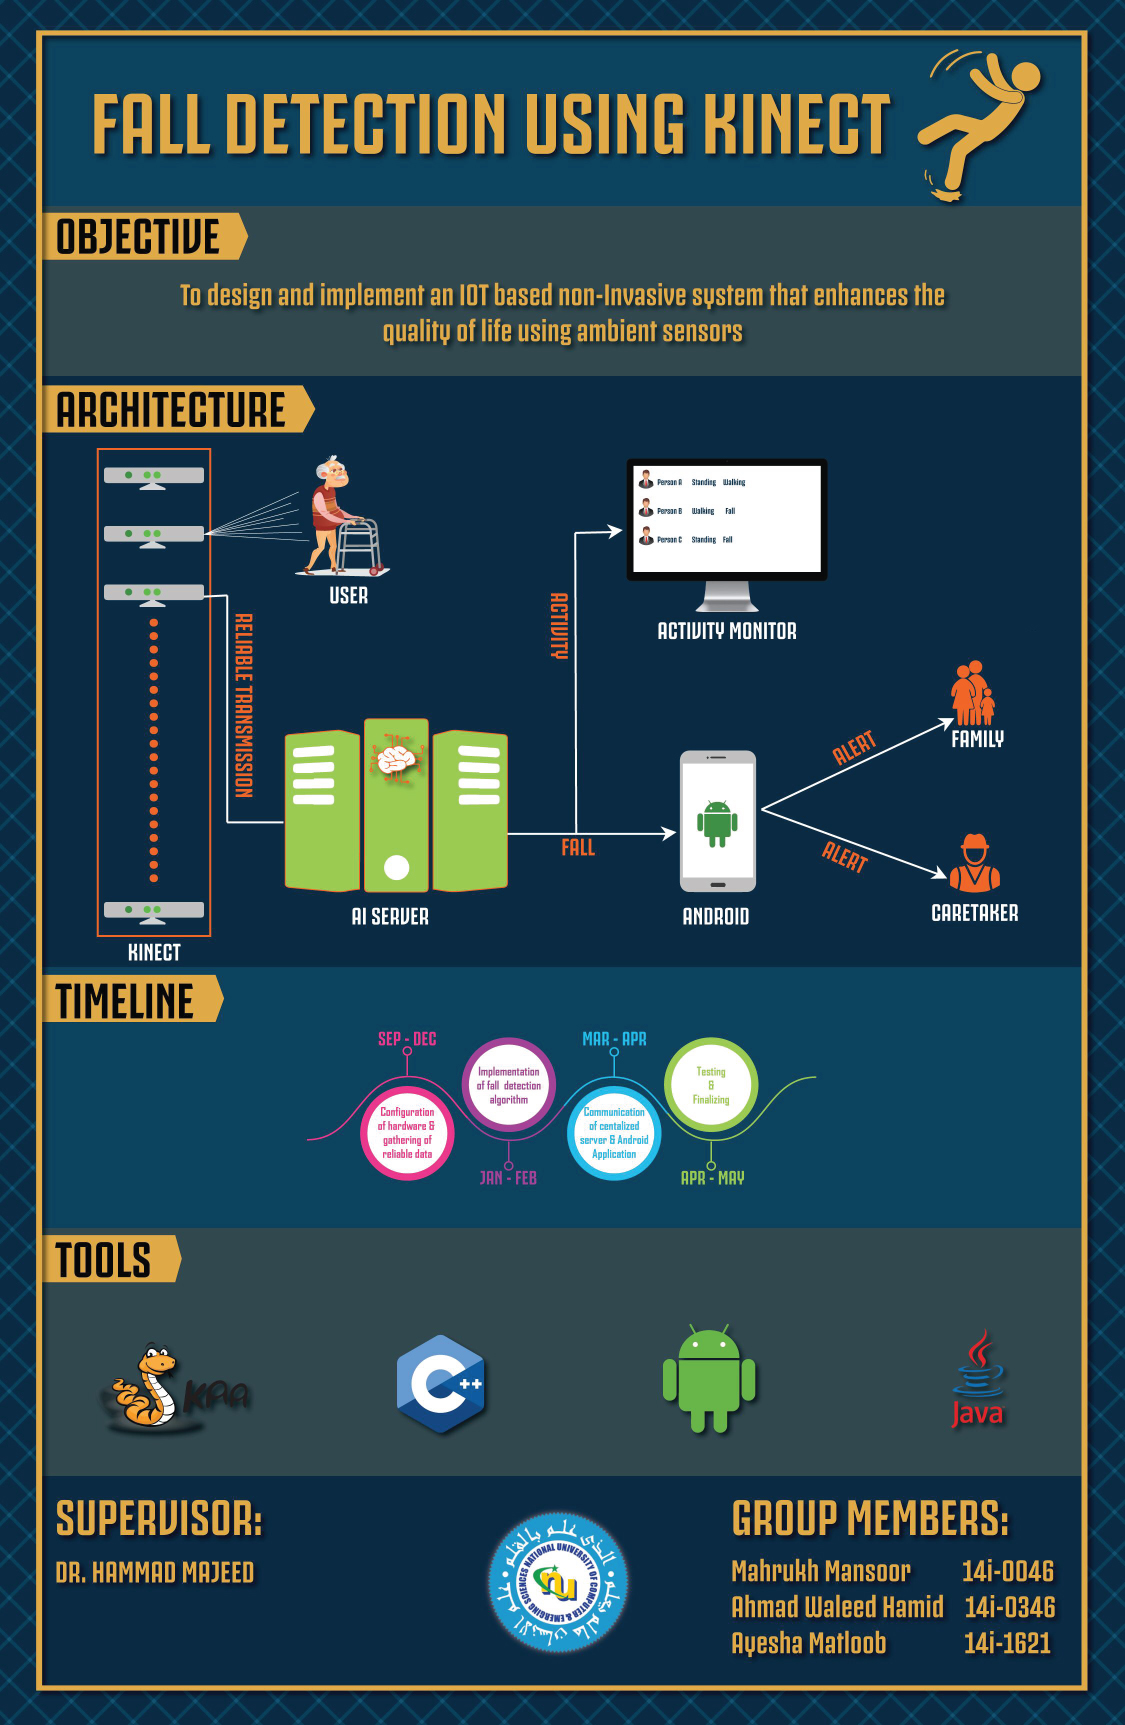 FALL DETECTION USING KINECT
OBJECTIVE
To design and implement an IOT based non-Invasive system that enhances the
quality of life using ambient sensors
ARCHITECTURE
USER
RELIABLE TRANSMISSION
KINECT
AI SERVER
ACTIVITY
FALL
Person A Standing Walking
Person B Walking Fall
Person C Standing Fall
ACTIVITY MONITOR
ANDROID
ALERT
FAMILY
ALERT
CARETAKER
TIMELINE
SEP - DEC
Configuration
of hardware &
gathering of
reliable data
Implementation
of fall detection
algorithm
JAN - FEB
MAR - APR
Communication
of centalized
server & Android
Application
Testing
&
Finalizing
APR - MAY
TOOLS
KAA
C++
Java
SUPERVISOR:
DR. HAMMAD MAJEED
NATIONAL UNIVERSITY OF COMPUTER & EMERGING SCIENCES
nu
GROUP MEMBERS:
Mahrukh Mansoor 14i-0046
Ahmad Waleed Hamid 14i-0346
Ayesha Matloob 14i-1621